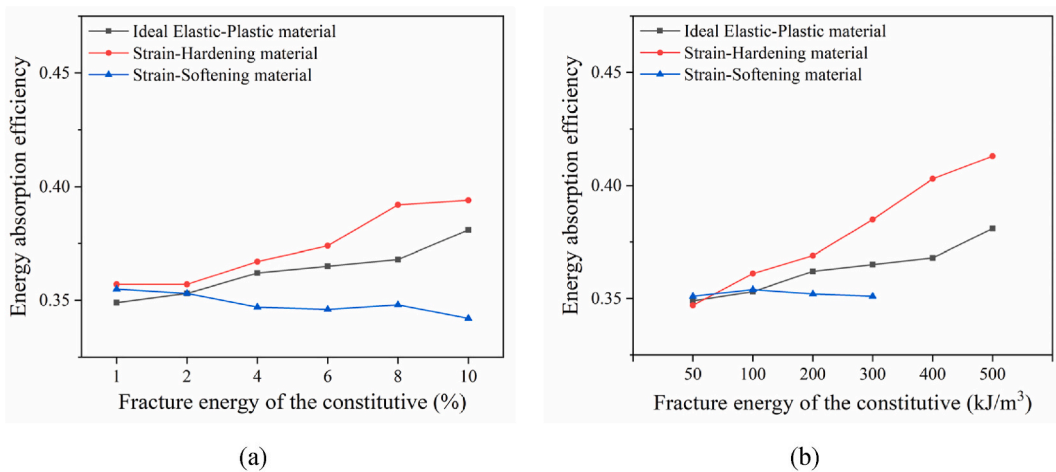 (a)
Energy absorption efficiency
0.45
0.40
0.35
Ideal Elastic-Plastic material
Strain-Hardening material
Strain-Softening material
1 2 4 6 8 10
Fracture energy of the constitutive (%)
Energy absorption efficiency
0.45
0.40
0.35
Ideal Elastic-Plastic material
Strain-Hardening material
Strain-Softening material
50 100 200 300 400 500
Fracture energy of the constitutive (kJ/m³)
(b)